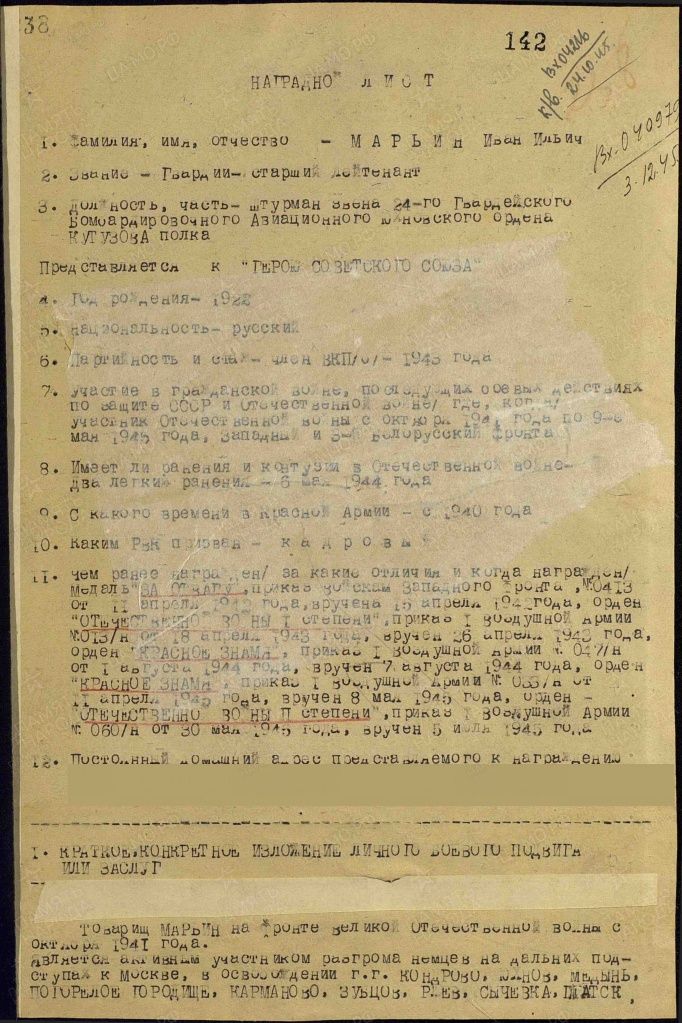 38
142
Вх042хв
24.10.45.
Вх. 040979
3.12.45.
НАГРАДНОЙ ЛИСТ
1. Фамилия, имя, отчество - МАРЬИН Иван Ильич
2. Звание - Гвардии- старший лейтенант
3. Должность, часть- штурман звена 24-го Гвардейского
Бомбардировочного Авиационного Юхновского ордена
КУТУЗОВА полка
Представляется к "ГЕРОЮ СОВЕТСКОГО СОЮЗА"
4. Год рождения- 1922
5. Национальность- русский
6. Партийность и стаж- член ВКП/б/- 1943 года
7. Участие в гражданской войне, последующих боевых действиях
по защите СССР и Отечественной войне/ где, когда/
участник Отечественной войны с октября 1941 года по 9-е
мая 1945 года, Западный и 3-й Белорусский фронта
8. Имеет ли ранения и контузии в Отечественной войне-
два легких ранения - 6 мая 1944 года
9. С какого времени в Красной Армии - с 1940 года
10. Каким РВК призван - кадровый
11. Чем ранее награжден/ за какие отличия и когда награжден/
медаль "ЗА ОТВАГУ", приказ войскам Западного фронта, №0413
от 11 апреля 1942 года, вручена 15 апреля 1942 года, орден
"ОТЕЧЕСТВЕННОЙ ВОЙНЫ I степени", приказ I Воздушной Армии
№013/н от 18 апреля 1943 года, вручен 26 апреля 1943 года,
орден "КРАСНОЕ ЗНАМЯ", приказ I Воздушной Армии № 047/н
от 1 августа 1944 года, вручен 7 августа 1944 года, орден
"КРАСНОЕ ЗНАМЯ", приказ I Воздушной Армии № 033/н от
11 апреля 1945 года, вручен 8 мая 1945 года, орден -
"ОТЕЧЕСТВЕННОЙ ВОЙНЫ II степени", приказ I Воздушной Армии
№ 060/н от 30 мая 1945 года, вручен 5 июля 1945 года
12. Постоянный домашний адрес представляемого к награждению
I. КРАТКОЕ, КОНКРЕТНОЕ ИЗЛОЖЕНИЕ ЛИЧНОГО БОЕВОГО ПОДВИГА
ИЛИ ЗАСЛУГ
Товарищ МАРЬИН на фронте Великой Отечественной войны с
октября 1941 года.
Является активным участником разгрома немцев на дальних под-
ступах к Москве, в освобождении г.г. КОНДРОВО, ЮХНОВ, МЕДЫНЬ,
ПОГОРЕЛОЕ ГОРОДИЩЕ, КАРМАНОВО, ЗУБЦОВ, РЖЕВ, СЫЧЕВКА, ГЖАТСК,